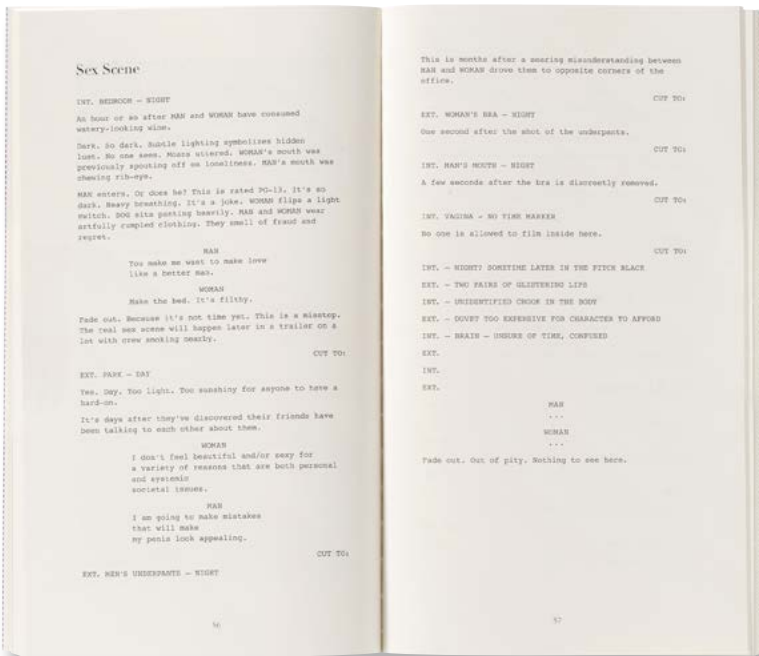 Sex Scene
INT. BEDROOM — NIGHT
An hour or so after MAN and WOMAN have consumed
watery-looking wine.
Dark. So dark. Subtle lighting symbolizes hidden
lust. No one sees. Moans uttered. WOMAN's mouth was
previously spouting off on loneliness. MAN's mouth was
chewing rib-eye.
MAN enters. Or does he? This is rated PG-13. It's so
dark. Heavy breathing. It's a joke. WOMAN flips a light
switch. DOG sits panting heavily. MAN and WOMAN wear
artfully rumpled clothing. They smell of fraud and
regret.
MAN
You make me want to make love
like a better man.
WOMAN
Make the bed. It's filthy.
Fade out. Because it's not time yet. This is a misstep.
The real sex scene will happen later in a trailer on a
lot with crew smoking nearby.
CUT TO:
EXT. PARK — DAY
Yes. Day. Too light. Too sunshiny for anyone to have a
hard-on.
It's days after they've discovered their friends have
been talking to each other about them.
WOMAN
I don't feel beautiful and/or sexy for
a variety of reasons that are both personal
and systemic
societal issues.
MAN
I am going to make mistakes
that will make
my penis look appealing.
CUT TO:
EXT. MEN'S UNDERPANTS — NIGHT
56
This is months after a searing misunderstanding between
MAN and WOMAN drove them to opposite corners of the
office.
CUT TO:
EXT. WOMAN'S BRA — NIGHT
One second after the shot of the underpants.
CUT TO:
INT. MAN'S MOUTH — NIGHT
A few seconds after the bra is discreetly removed.
CUT TO:
INT. VAGINA — NO TIME MARKER
No one is allowed to film inside here.
CUT TO:
INT. — NIGHT? SOMETIME LATER IN THE PITCH BLACK
EXT. — TWO PAIRS OF GLISTENING LIPS
INT. — UNIDENTIFIED CROOK IN THE BODY
EXT. — DUVET TOO EXPENSIVE FOR CHARACTER TO AFFORD
INT. — BRAIN — UNSURE OF TIME, CONFUSED
EXT.
INT.
EXT.
MAN
...
WOMAN
...
Fade out. Out of pity. Nothing to see here.
57